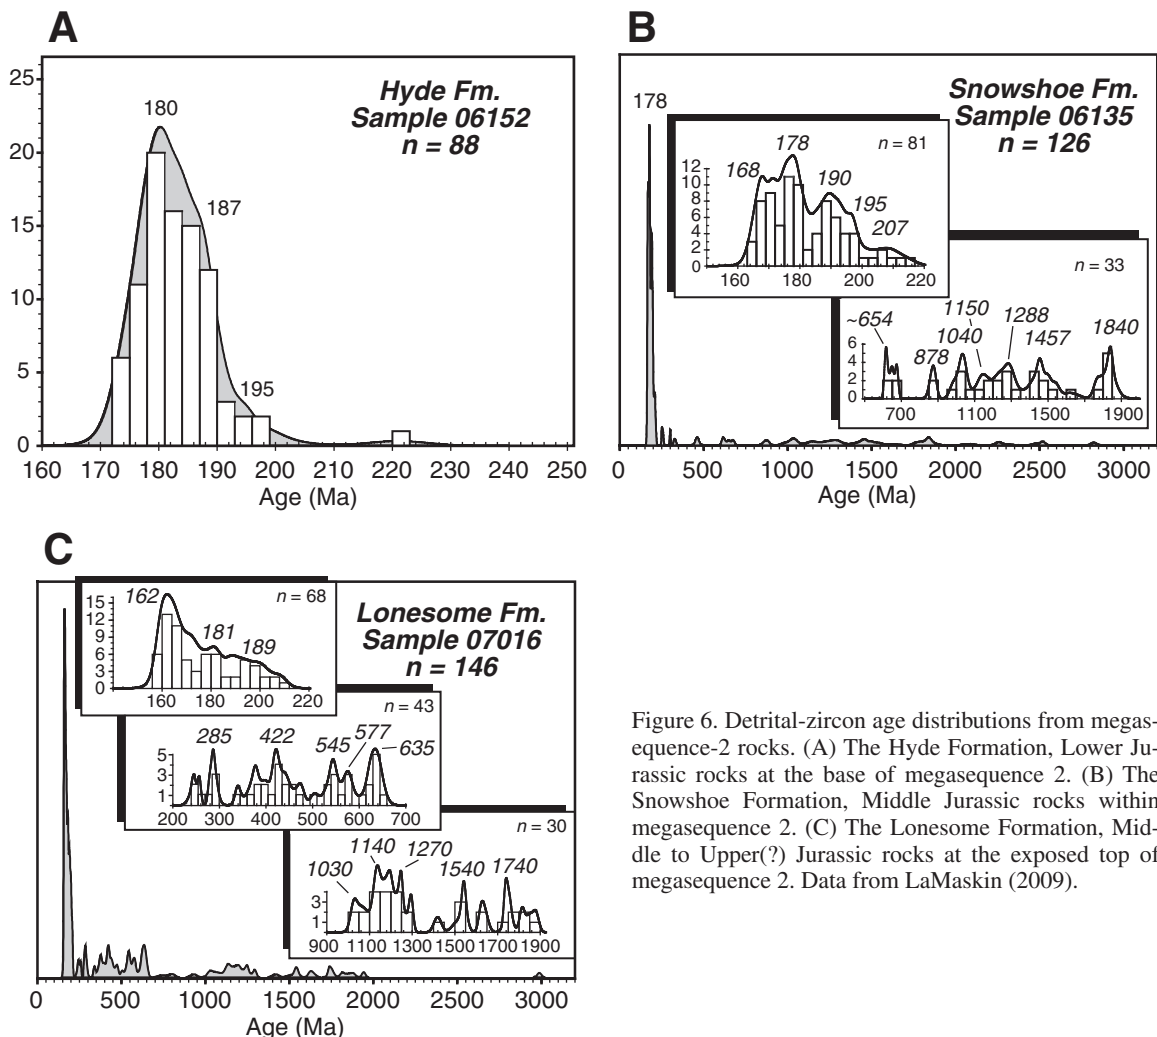 A
25
20
15
10
5
0
160 170 180 190 200 210 220 230 240 250
Age (Ma)
180
187
195
Hyde Fm.
Sample 06152
n = 88
B
178
Snowshoe Fm.
Sample 06135
n = 126
n = 81
12
10
8
6
4
2
0
168
178
190
195
207
160 180 200 220
n = 33
6
4
2
0
~654
878
1150
1040
1288
1457
1840
700 1100 1500 1900
0 500 1000 1500 2000 2500 3000
Age (Ma)
C
Lonesome Fm.
Sample 07016
n = 146
n = 68
15
12
9
6
3
0
162
181
189
160 180 200 220
n = 43
5
3
1
285
422
545
577
635
200 300 400 500 600 700
n = 30
3
1
1030
1140
1270
1540
1740
900 1100 1300 1500 1700 1900
0 500 1000 1500 2000 2500 3000
Age (Ma)
Figure 6. Detrital-zircon age distributions from megas-
equence-2 rocks. (A) The Hyde Formation, Lower Ju-
rassic rocks at the base of megasequence 2. (B) The
Snowshoe Formation, Middle Jurassic rocks within
megasequence 2. (C) The Lonesome Formation, Mid-
dle to Upper(?) Jurassic rocks at the exposed top of
megasequence 2. Data from LaMaskin (2009).